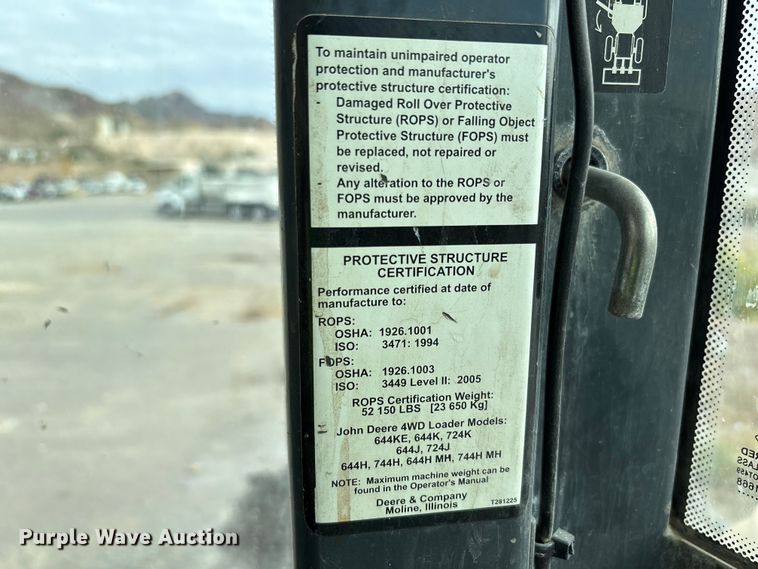 To maintain unimpaired operator
protection and manufacturer's
protective structure certification:
- Damaged Roll Over Protective
Structure (ROPS) or Falling Object
Protective Structure (FOPS) must
be replaced, not repaired or
revised.
- Any alteration to the ROPS or
FOPS must be approved by the
manufacturer.
PROTECTIVE STRUCTURE
CERTIFICATION
Performance certified at date of
manufacture to:
ROPS:
OSHA: 1926.1001
ISO: 3471: 1994
FOPS:
OSHA: 1926.1003
ISO: 3449 Level II: 2005
ROPS Certification Weight:
52 150 LBS [23 650 Kg]
John Deere 4WD Loader Models:
644KE, 644K, 724K
644J, 724J
644H, 744H, 644H MH, 744H MH
NOTE: Maximum machine weight can be
found in the Operator's Manual
Deere & Company
Moline, Illinois
T281225
Purple Wave Auction